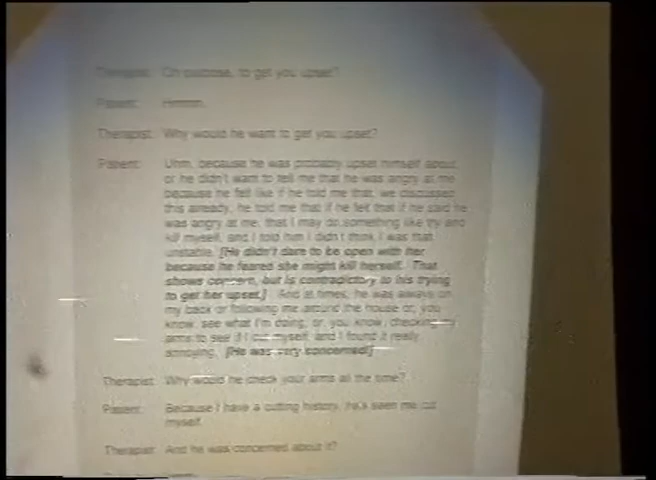 Therapist: On purpose, to get you upset?
Patient: Hmmm.
Therapist: Why would he want to get you upset?
Patient: Uhm, because he was probably upset himself about,
or he didn't want to tell me that he was angry at me
because he felt like if he told me that, we discussed
this already, he told me that if he felt that if he said he
was angry at me, that I may do something like try and
kill myself, and I told him I didn't think I was that
unstable. [He didn't dare to be open with her
because he feared she might kill herself. That
shows concern, but is contradictory to his trying
to get her upset.] And at times, he was always on
my back or following me around the house or, you
know, see what I'm doing, or, you know, checking my
arms to see if I cut myself, and I found it really
annoying. [He was very concerned!]
Therapist: Why would he check your arms all the time?
Patient: Because I have a cutting history, he's seen me cut
myself.
Therapist: And he was concerned about it?